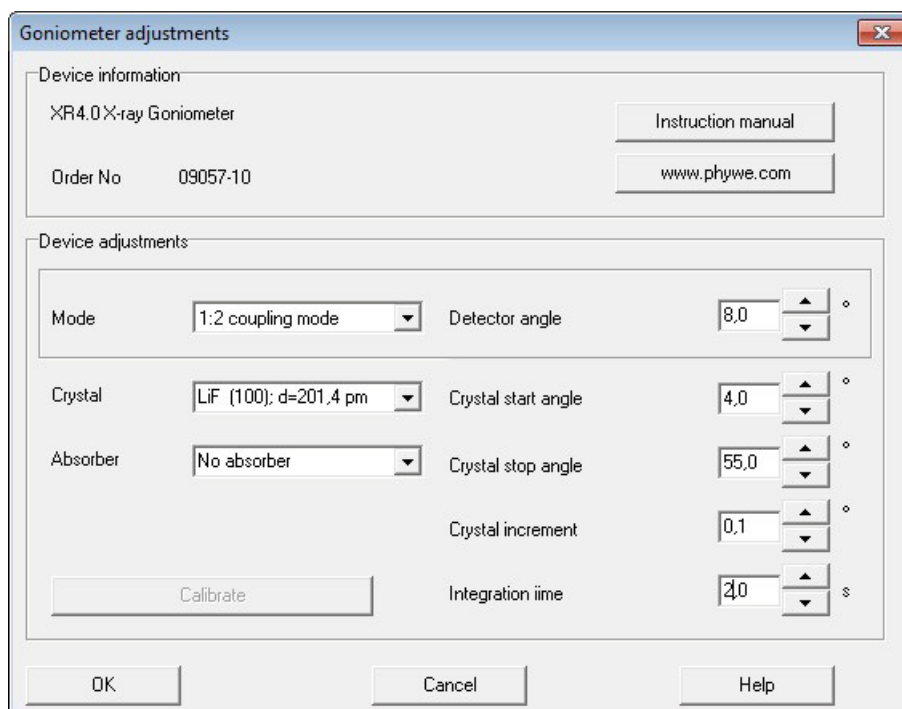 Goniometer adjustments
Device information
XR4.0 X-ray Goniometer
Instruction manual
Order No 09057-10
www.phywe.com
Device adjustments
Mode 1:2 coupling mode Detector angle 8,0 °
Crystal LiF (100); d=201,4 pm Crystal start angle 4,0 °
Absorber No absorber Crystal stop angle 55,0 °
Crystal increment 0,1 °
Calibrate Integration iime 2,0 s
OK Cancel Help